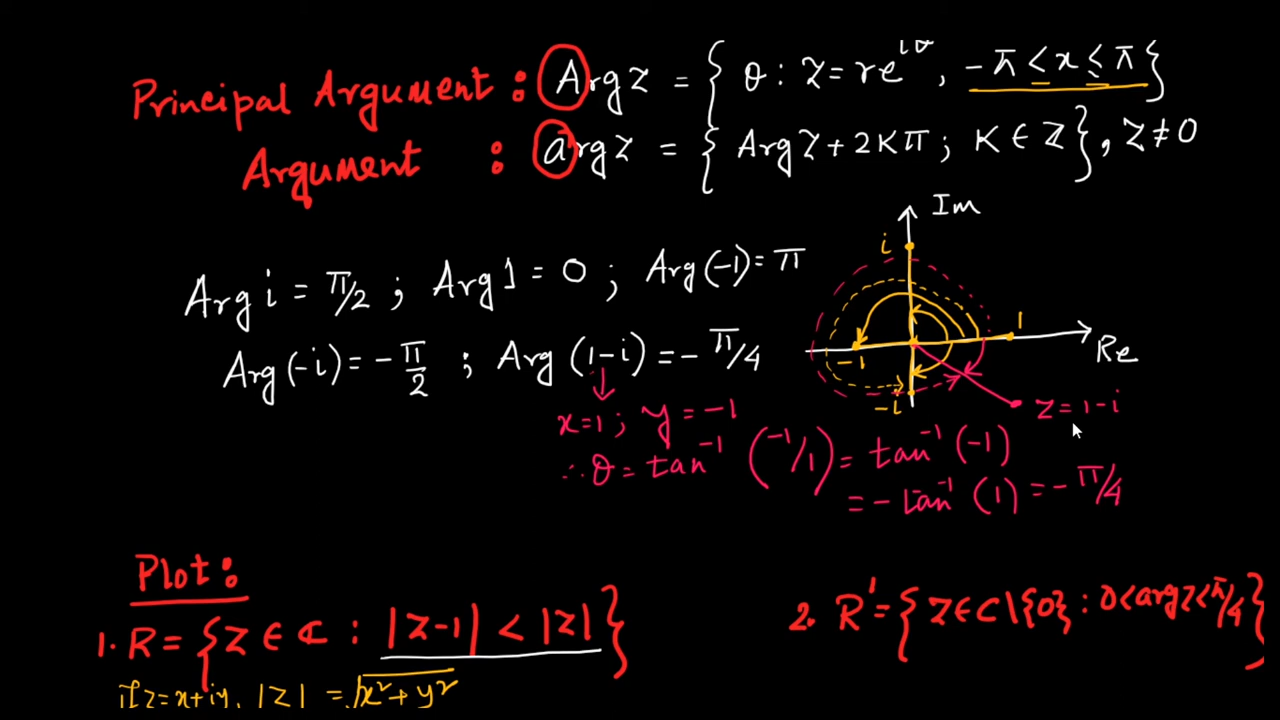 Principal Argument : Arg z = { θ : z = re^{iθ}, -π ≤ x ≤ π }
Argument : arg z = { Arg z + 2Kπ ; K ∈ ℤ }, z ≠ 0
Im
i
1
Re
-1
-i
z = 1-i
Arg i = π/2 ; Arg 1 = 0 ; Arg (-1) = π
Arg (-i) = -π/2 ; Arg (1-i) = -π/4
x = 1 ; y = -1
∴ θ = tan⁻¹ (-1/1) = tan⁻¹ (-1)
= - tan⁻¹ (1) = - π/4
Plot :
1. R = { z ∈ ℂ : |z-1| < |z| }
2. R' = { z ∈ C \ {0} : 0 < arg z < π/4 }
if z = x+iy, |z| = √x²+y²